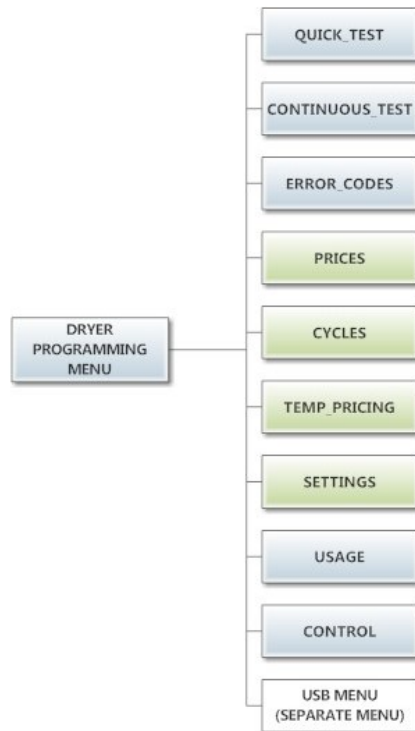 QUICK_TEST
CONTINUOUS_TEST
ERROR_CODES
PRICES
DRYER
PROGRAMMING
MENU
CYCLES
TEMP_PRICING
SETTINGS
USAGE
CONTROL
USB MENU
(SEPARATE MENU)